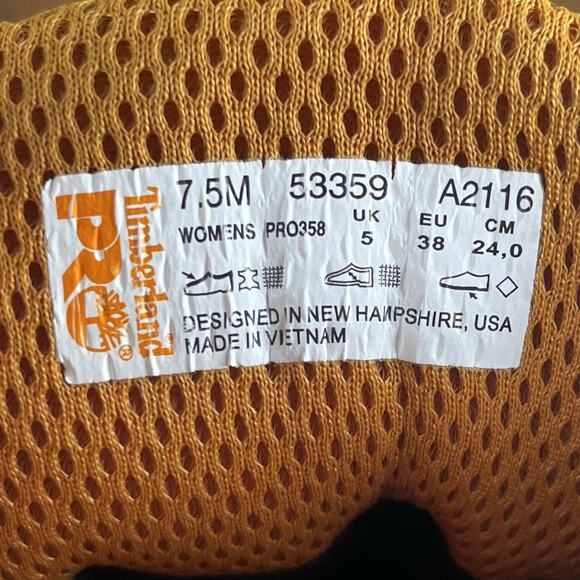 Timberland
PRO
®
7.5M 53359 A2116
WOMENS PRO358 UK 5 EU 38 CM 24,0
DESIGNED IN NEW HAMPSHIRE, USA
MADE IN VIETNAM